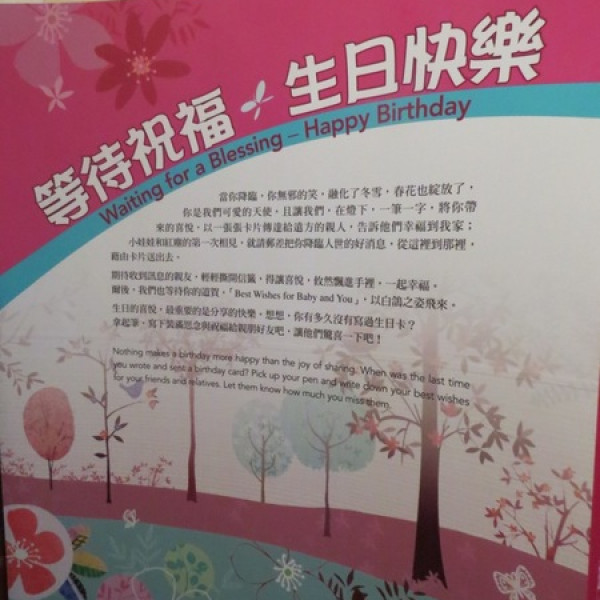 等待祝福 生日快樂
Waiting for a Blessing – Happy Birthday
當你降臨，你無邪的笑，融化了冬雪，春花也綻放了，
你是我們可愛的天使，且讓我們，在燈下，一筆一字，將你帶
來的喜悅，以一張張卡片傳達給遠方的親人，告訴他們幸福到我家；
小娃娃和紅雞的第一次相見，就請郵差把你降臨人世的好消息，從這裡到那裡，
藉由卡片送出去。
期待收到訊息的親友，輕輕撕開信箋，得讓喜悅，攸然飄進手裡，一起幸福。
爾後，我們也等待你的道賀，「Best Wishes for Baby and You」，以白鴿之姿飛來。
生日的喜悅，最重要的是分享的快樂，想想，你有多久沒有寫過生日卡？
拿起筆，寫下裝滿思念與祝福給親朋好友吧，讓他們驚喜一下吧！
Nothing makes a birthday more happy than the joy of sharing. When was the last time
you wrote and sent a birthday card? Pick up your pen and write down your best wishes
for your friends and relatives. Let them know how much you miss them.